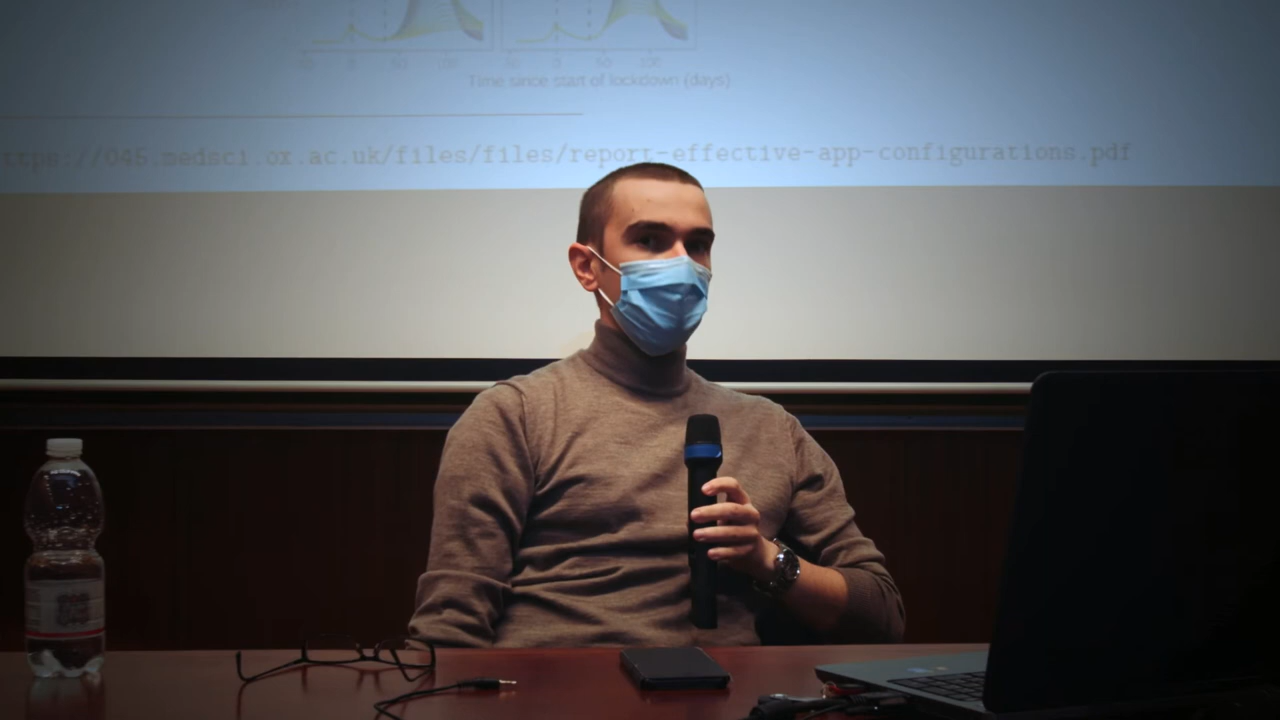 Time since start of lockdown (days)
ttps://045.medsci.ox.ac.uk/files/files/report-effective-app-configurations.pdf